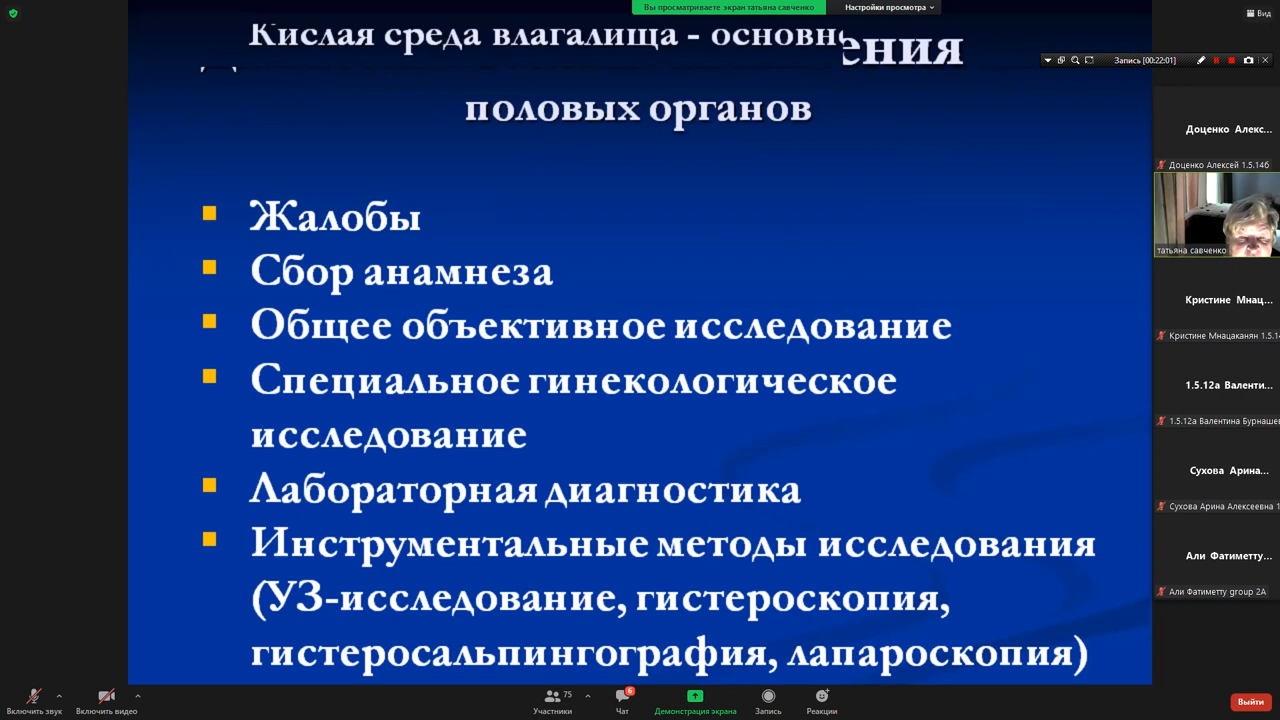 Вы просматриваете экран татьяна савченко
Настройки просмотра
Вид
Запись [00:22:01]
Кислая среда влагалища - основн
ения
половых органов
Жалобы
Сбор анамнеза
Общее объективное исследование
Специальное гинекологическое
исследование
Лабораторная диагностика
Инструментальные методы исследования
(УЗ-исследование, гистероскопия,
гистеросальпингография, лапароскопия)
Доценко Алекс...
Доценко Алексей 1.5.14б
татьяна савченко
Кристине Мнац...
Кристине Мнацаканян 1.5.14
1.5.12а Валенти...
1.5.12а Валентина Бурнашев
Сухова Арина...
Сухова Арина Алексеевна 1
Али Фатиметту...
Али Фатиметту group 2A
Включить звук
Включить видео
75
Участники
6
Чат
Демонстрация экрана
Запись
Реакции
Выйти